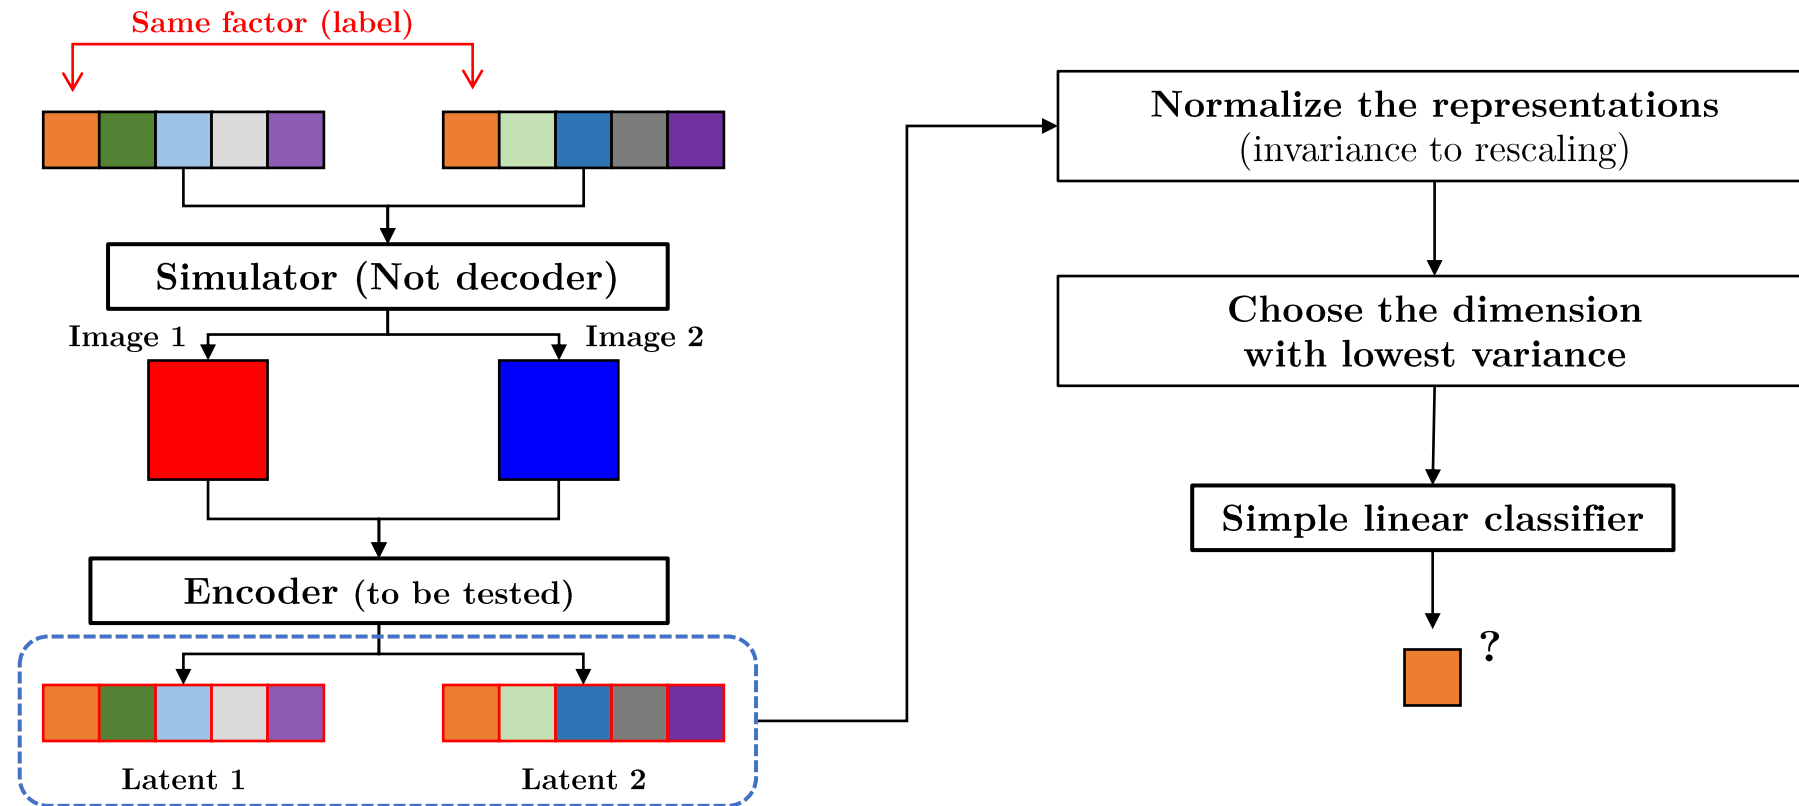 Same factor (label)
Simulator (Not decoder)
Image 1
Image 2
Encoder (to be tested)
Latent 1
Latent 2
Normalize the representations
(invariance to rescaling)
Choose the dimension
with lowest variance
Simple linear classifier
?